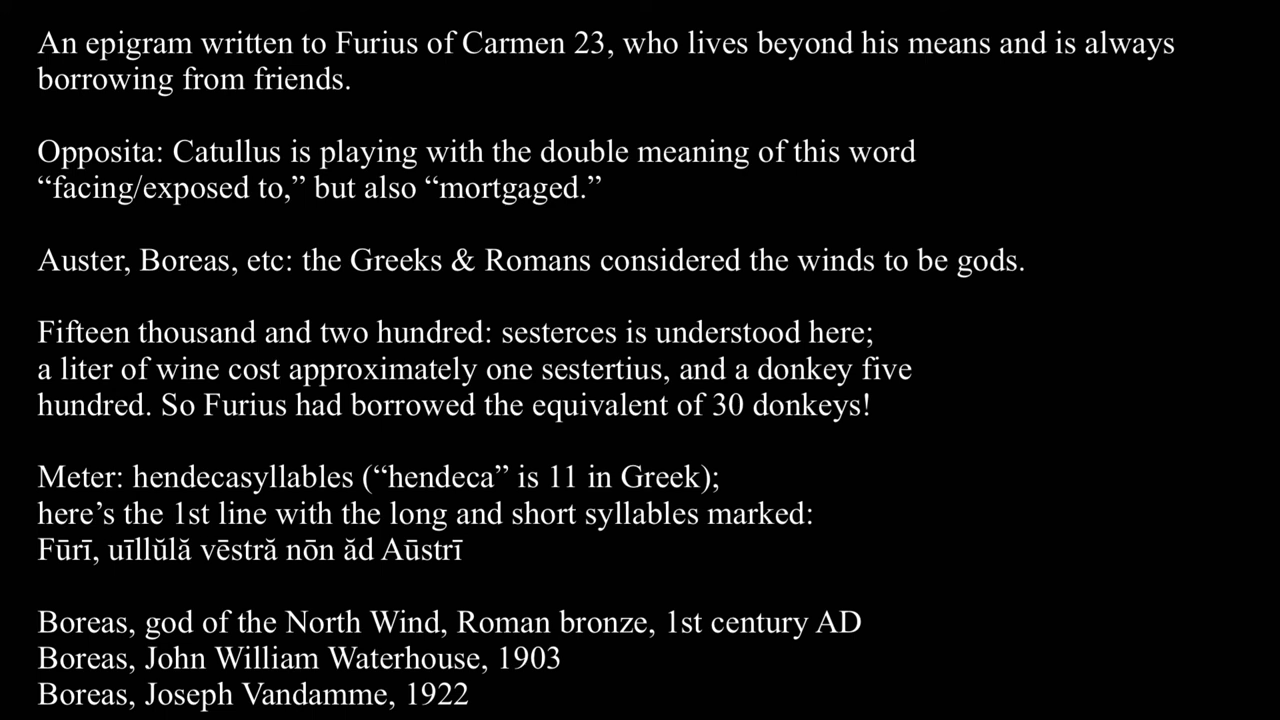 An epigram written to Furius of Carmen 23, who lives beyond his means and is always
borrowing from friends.
Opposita: Catullus is playing with the double meaning of this word
“facing/exposed to,” but also “mortgaged.”
Auster, Boreas, etc: the Greeks & Romans considered the winds to be gods.
Fifteen thousand and two hundred: sesterces is understood here;
a liter of wine cost approximately one sestertius, and a donkey five
hundred. So Furius had borrowed the equivalent of 30 donkeys!
Meter: hendecasyllables (“hendeca” is 11 in Greek);
here’s the 1st line with the long and short syllables marked:
Fūrī, uīllŭlă vēstră nōn ăd Aūstrī
Boreas, god of the North Wind, Roman bronze, 1st century AD
Boreas, John William Waterhouse, 1903
Boreas, Joseph Vandamme, 1922